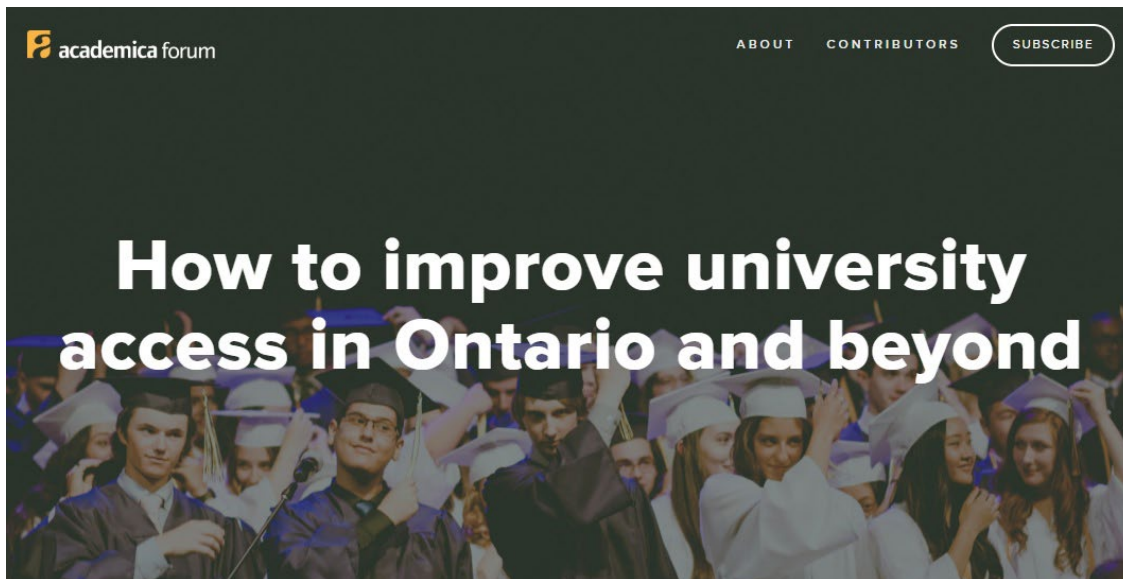 academica forum
ABOUT CONTRIBUTORS SUBSCRIBE
How to improve university
access in Ontario and beyond